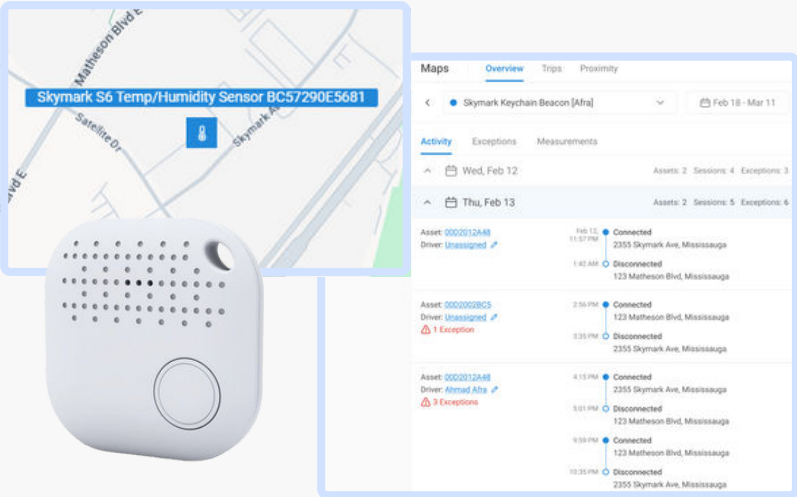 Matheson Blvd E
Skymark S6 Temp/Humidity Sensor BC57290E5681
Satellite Dr
Skymark Av
vd E
Maps Overview Trips Proximity
Skymark Keychain Beacon [Afra] Feb 18 - Mar 11
Activity Exceptions Measurements
Wed, Feb 12 Assets: 2 Sessions: 4 Exceptions: 3
Thu, Feb 13 Assets: 2 Sessions: 5 Exceptions: 6
Asset: 00D2012A48 Feb 12, Connected
Driver: Unassigned 11:57 PM 2355 Skymark Ave, Mississauga
1:42 AM Disconnected
123 Matheson Blvd, Mississauga
Asset: 00D2002BC5 2:56 PM Connected
Driver: Unassigned 123 Matheson Blvd, Mississauga
1 Exception 3:35 PM Disconnected
2355 Skymark Ave, Mississauga
Asset: 00D2012A48 4:15 PM Connected
Driver: Ahmad Afra 2355 Skymark Ave, Mississauga
3 Exceptions 5:01 PM Disconnected
123 Matheson Blvd, Mississauga
9:59 PM Connected
123 Matheson Blvd, Mississauga
10:35 PM Disconnected
2355 Skymark Ave, Mississauga